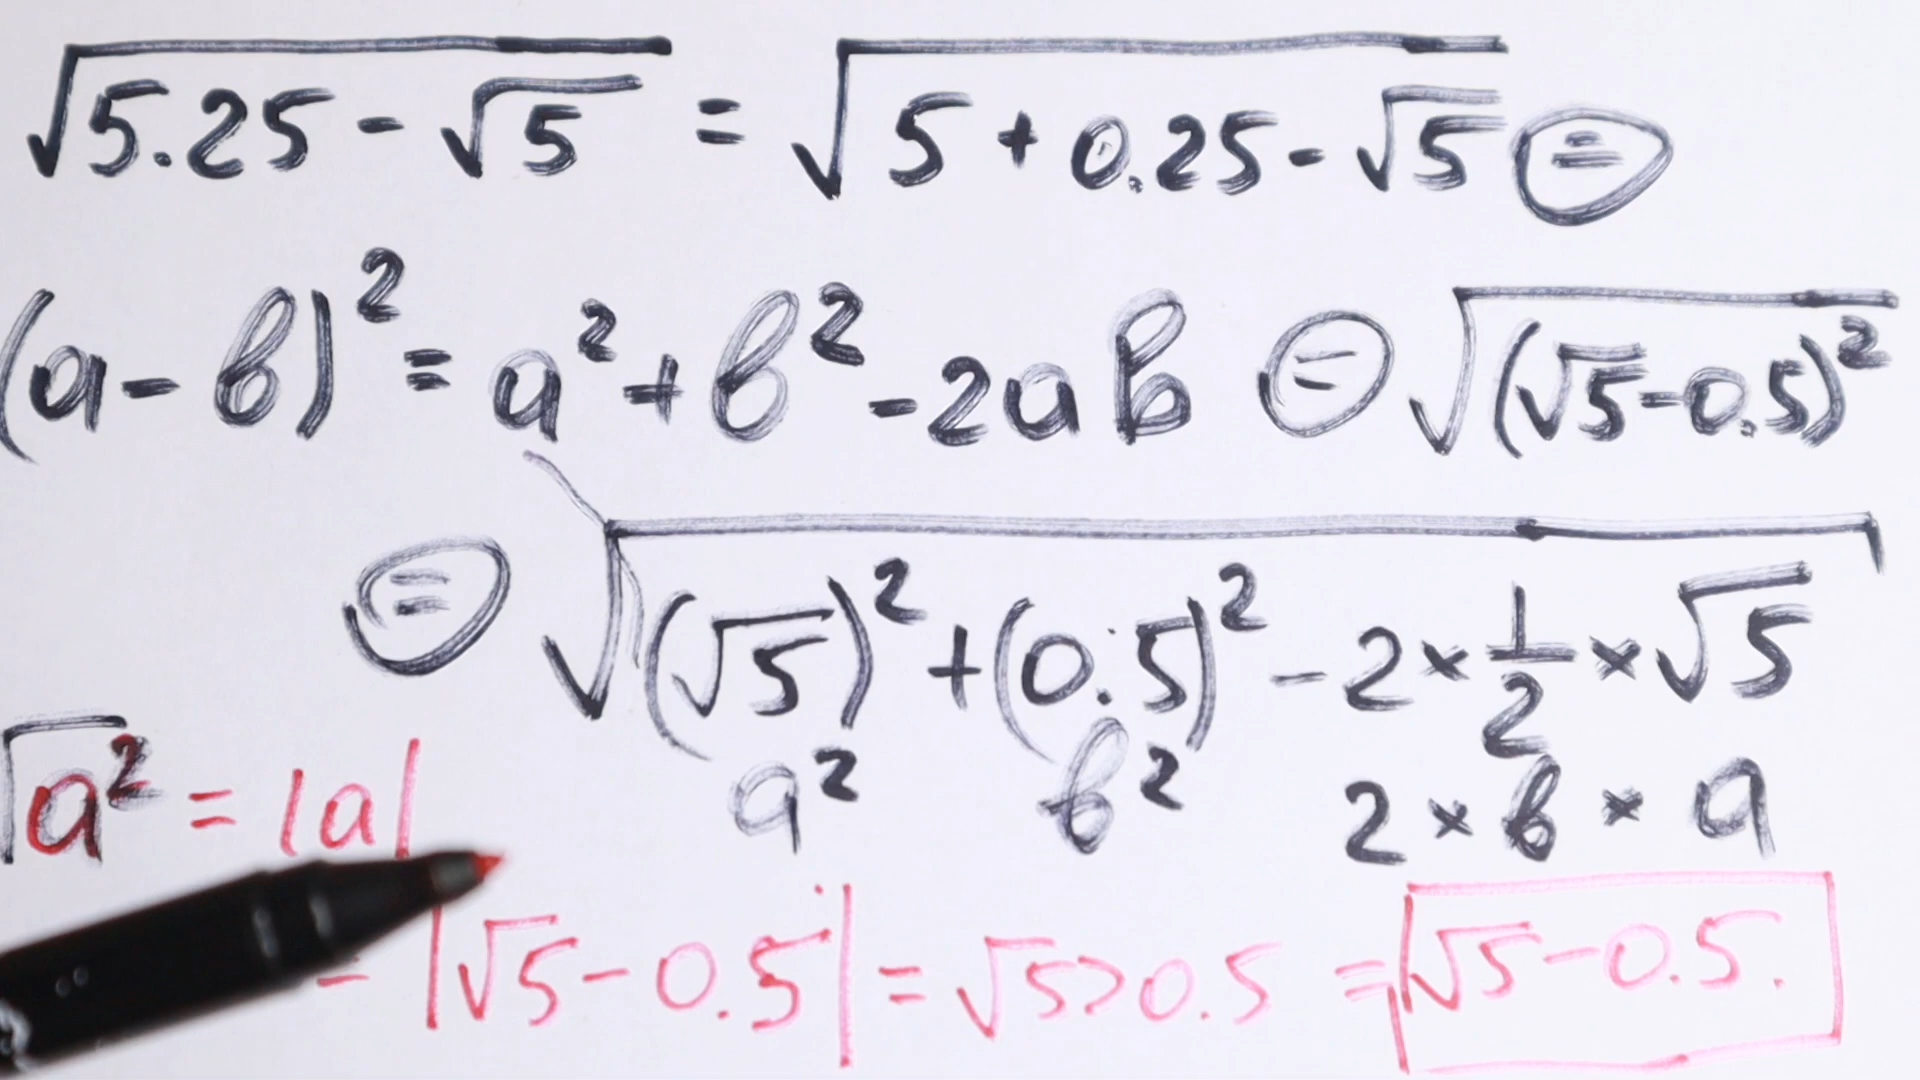 √(5.25 - √5) = √(5 + 0.25 - √5) =
(a - b)² = a² + b² - 2ab = √((√5 - 0.5)²)
= √((√5)² + (0.5)² - 2 × 1/2 × √5)
a² b² 2 × b × a
√a² = |a|
= |√5 - 0.5| = √5 > 0.5 = √5 - 0.5.